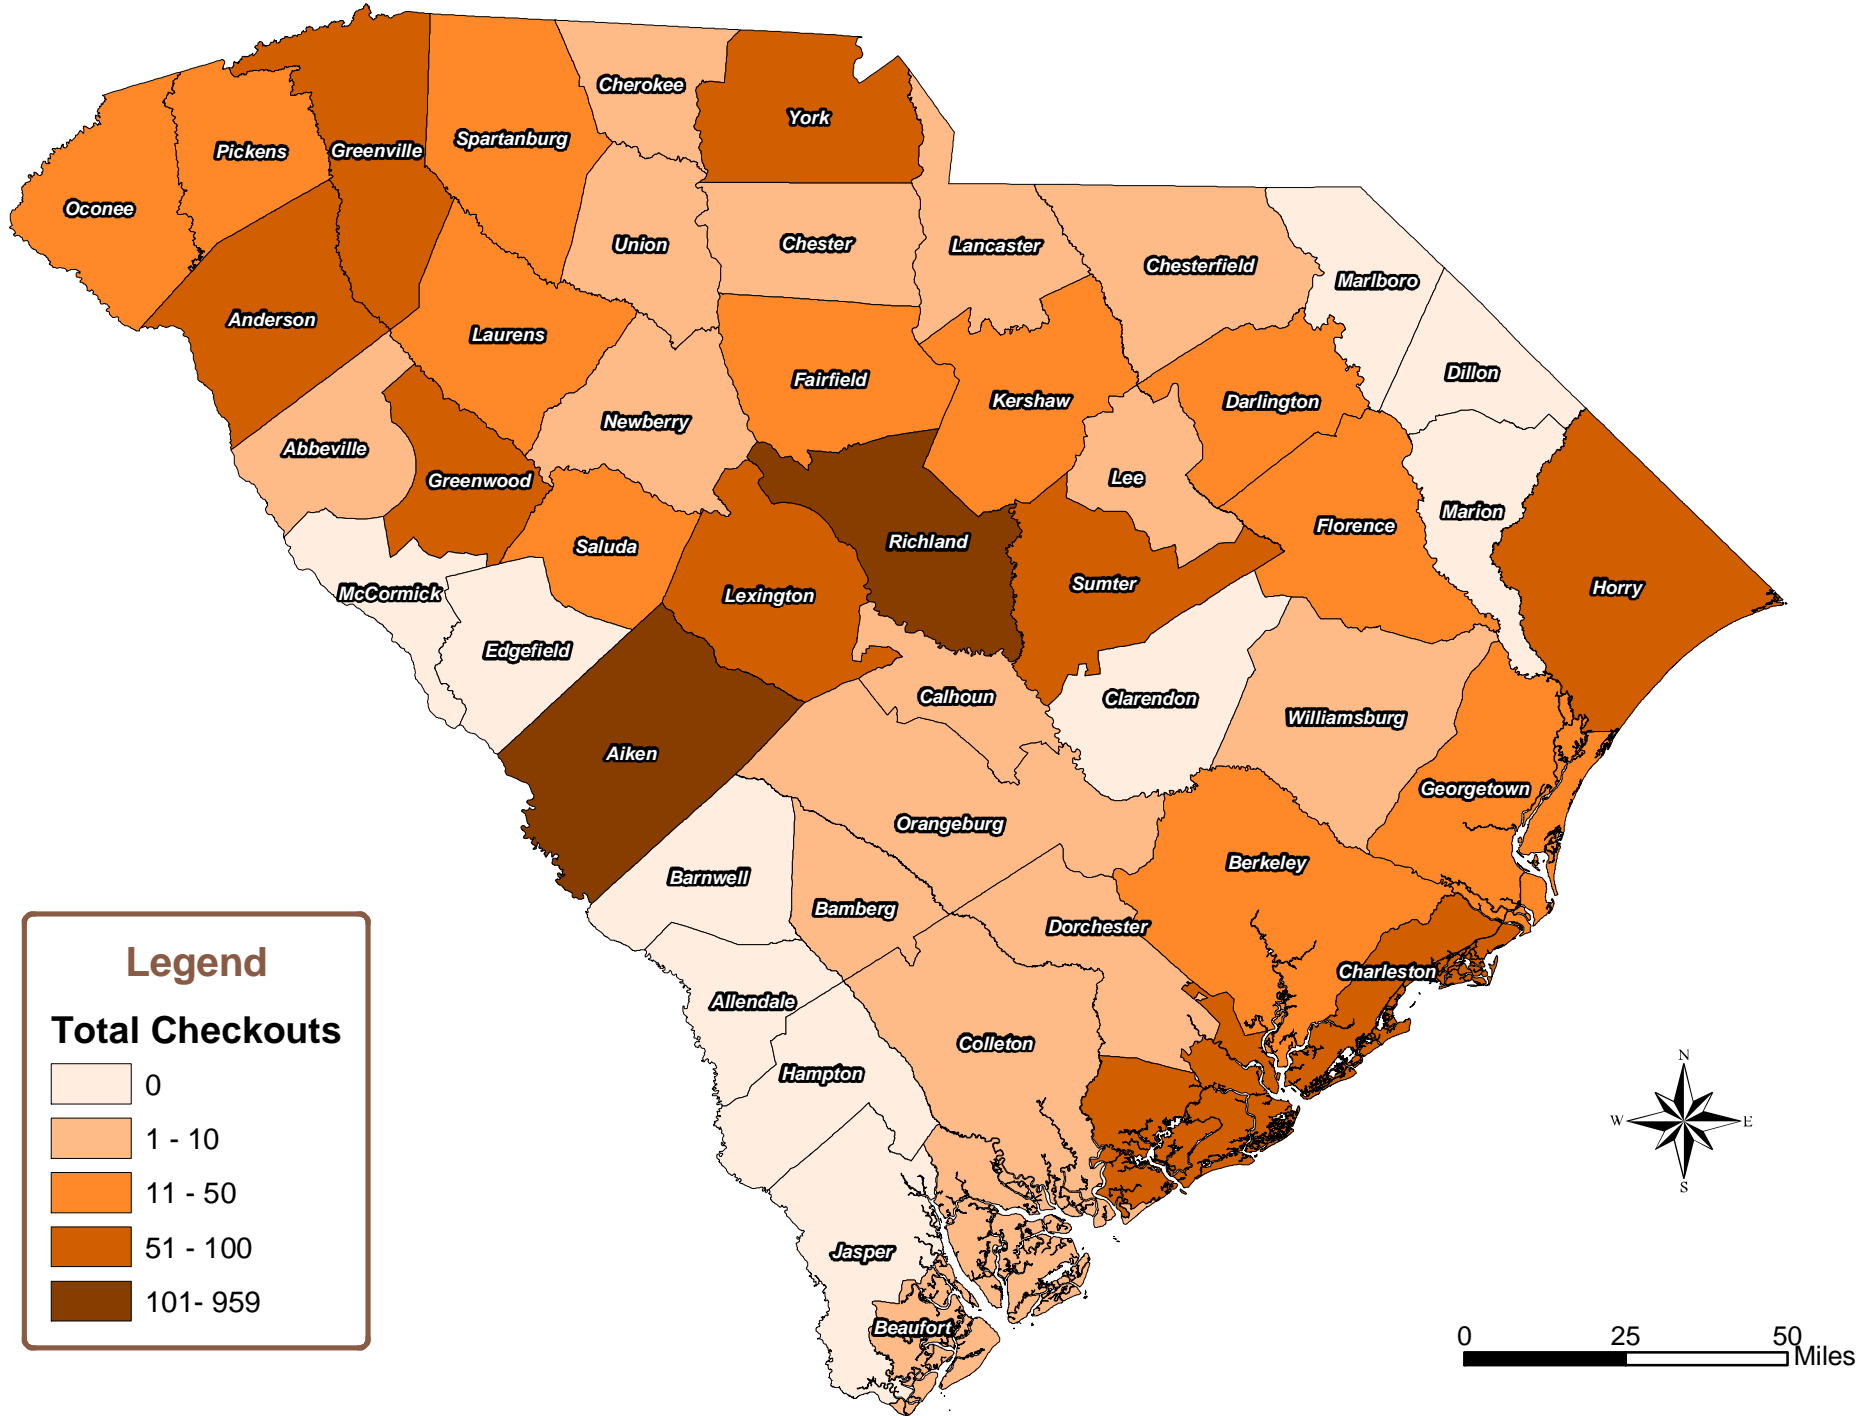 Cherokee
York
Spartanburg
Pickens
Greenville
Oconee
Union
Chester
Lancaster
Chesterfield
Marlboro
Anderson
Laurens
Dillon
Fairfield
Kershaw
Darlington
Newberry
Abbeville
Greenwood
Lee
Marion
Florence
Richland
Saluda
Sumter
Horry
McCormick
Lexington
Edgefield
Calhoun
Clarendon
Williamsburg
Aiken
Georgetown
Orangeburg
Berkeley
Barnwell
Bamberg
Dorchester
Charleston
Allendale
Colleton
Hampton
Jasper
Beaufort
Legend
Total Checkouts
0
1 - 10
11 - 50
51 - 100
101- 959
N
W
E
S
0 25 50
Miles